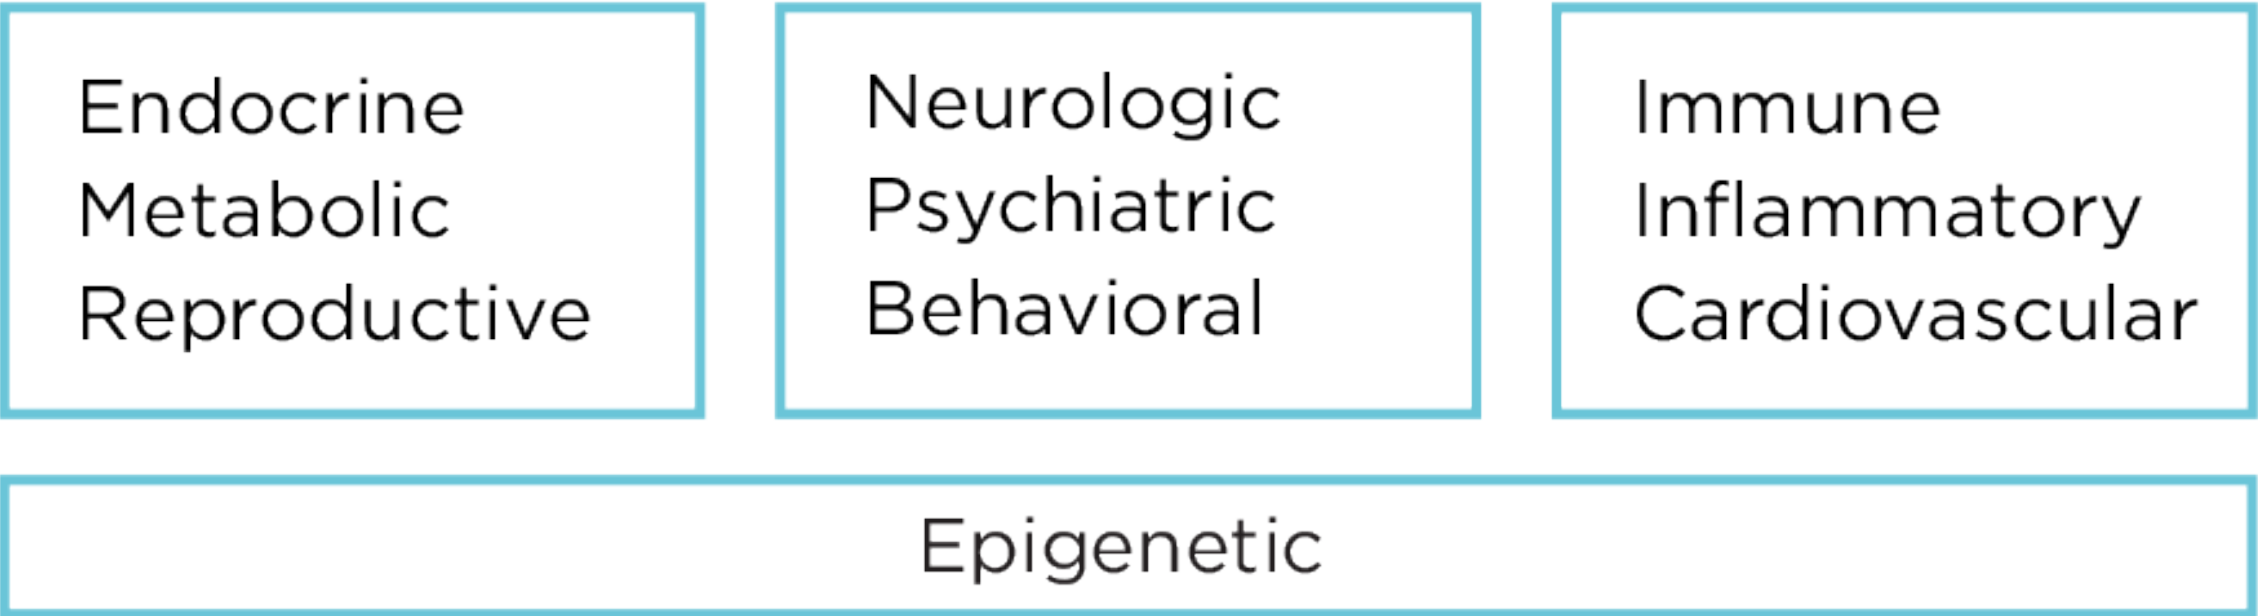 Endocrine
Metabolic
Reproductive
Neurologic
Psychiatric
Behavioral
Immune
Inflammatory
Cardiovascular
Epigenetic